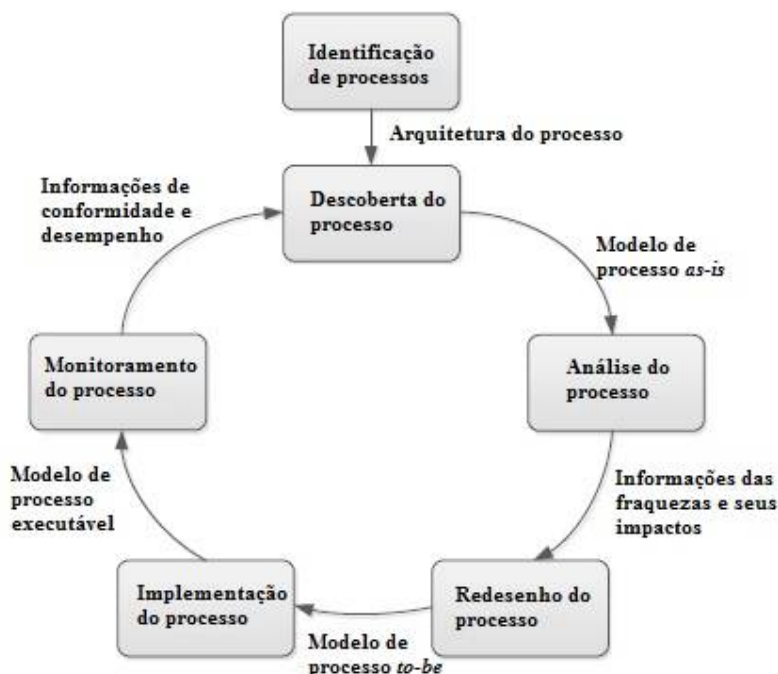 Identificação
de processos
Arquitetura do processo
Descoberta do
processo
Informações de
conformidade e
desempenho
Modelo de
processo as-is
Monitoramento
do processo
Análise do
processo
Modelo de
processo
executável
Informações das
fraquezas e seus
impactos
Implementação
do processo
Redesenho do
processo
Modelo de
processo to-be